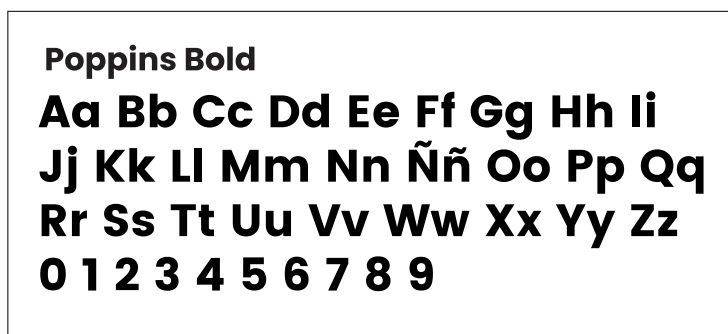 Poppins Bold
Aa Bb Cc Dd Ee Ff Gg Hh Ii
Jj Kk Ll Mm Nn Ññ Oo Pp Qq
Rr Ss Tt Uu Vv Ww Xx Yy Zz
0 1 2 3 4 5 6 7 8 9